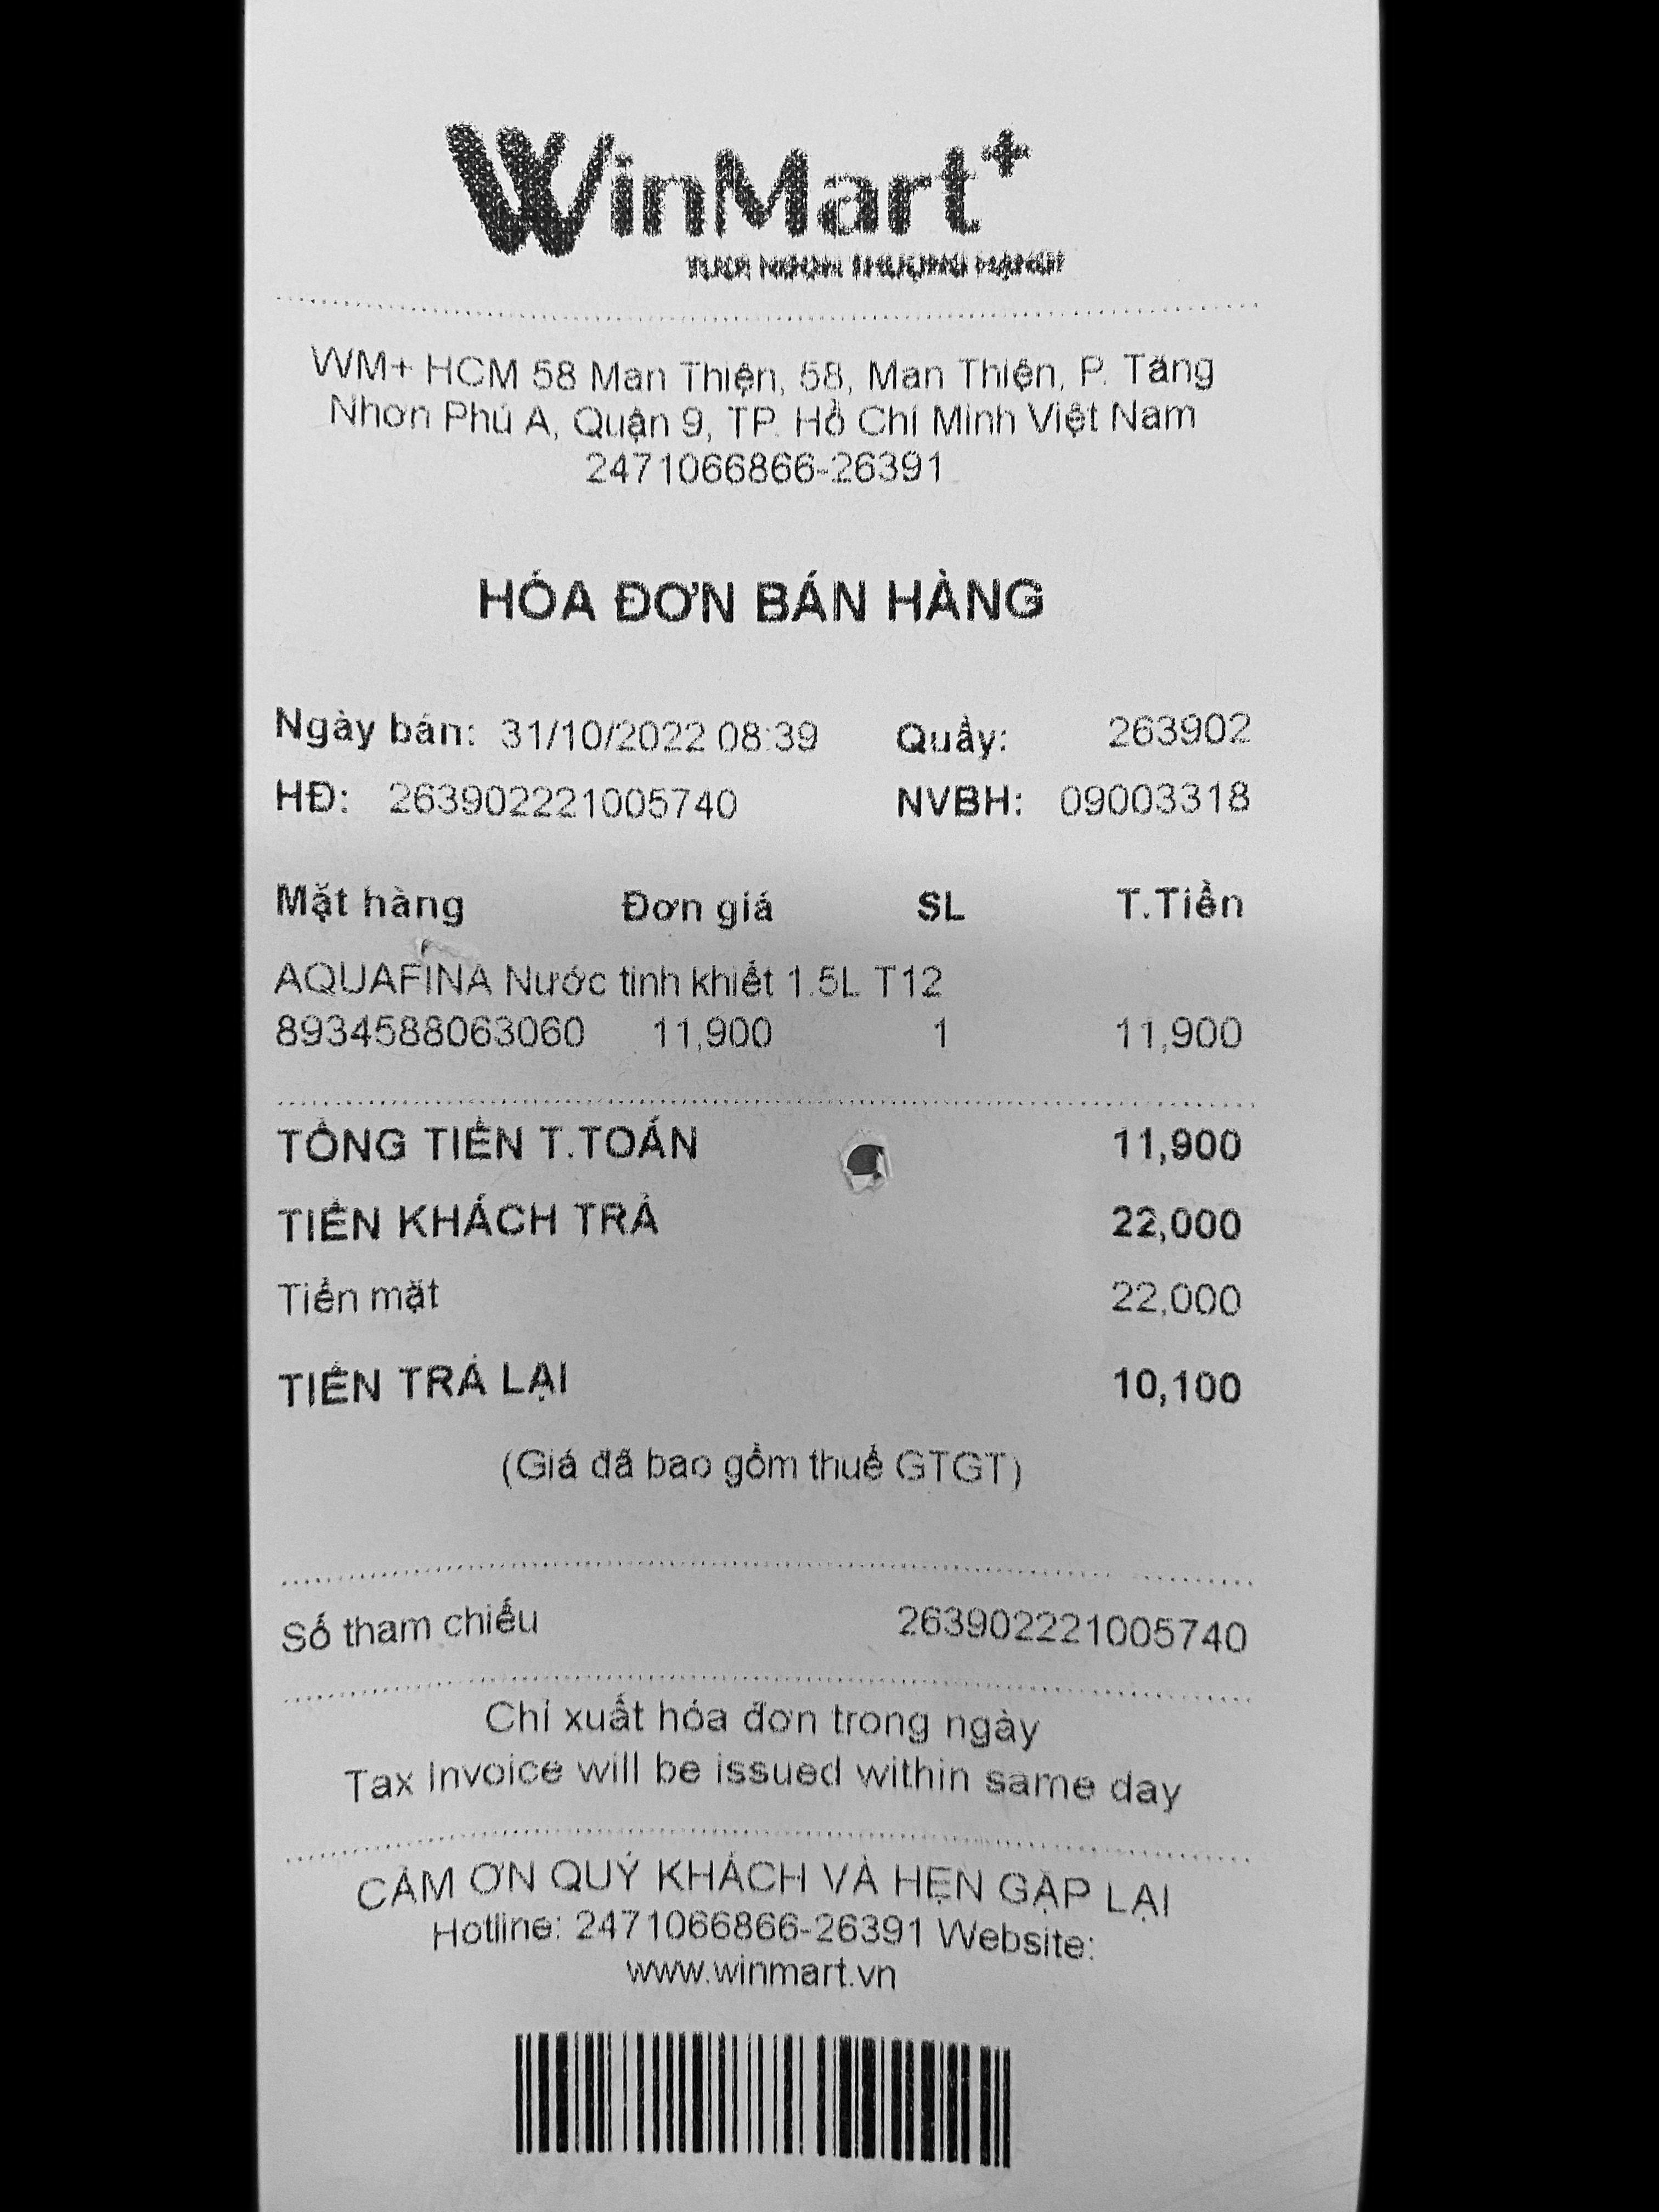 WinMart+
TƯƠI NGON THƯỢNG HẠNG!
WM+ HCM 58 Man Thiện, 58, Man Thiện, P. Tăng
Nhơn Phú A, Quận 9, TP. Hồ Chí Minh Việt Nam
2471066866-26391
HÓA ĐƠN BÁN HÀNG
Ngày bán: 31/10/2022 08:39 Quầy: 263902
HĐ: 263902221005740 NVBH: 09003318
Mặt hàng Đơn giá SL T.Tiền
AQUAFINA Nước tinh khiết 1.5L T12
8934588063060 11,900 1 11,900
TỔNG TIỀN T.TOÁN 11,900
TIỀN KHÁCH TRẢ 22,000
Tiền mặt 22,000
TIỀN TRẢ LẠI 10,100
(Giá đã bao gồm thuế GTGT)
Số tham chiếu 263902221005740
Chỉ xuất hóa đơn trong ngày
Tax Invoice will be issued within same day
CẢM ƠN QUÝ KHÁCH VÀ HẸN GẶP LẠI
Hotline: 2471066866-26391 Website:
www.winmart.vn